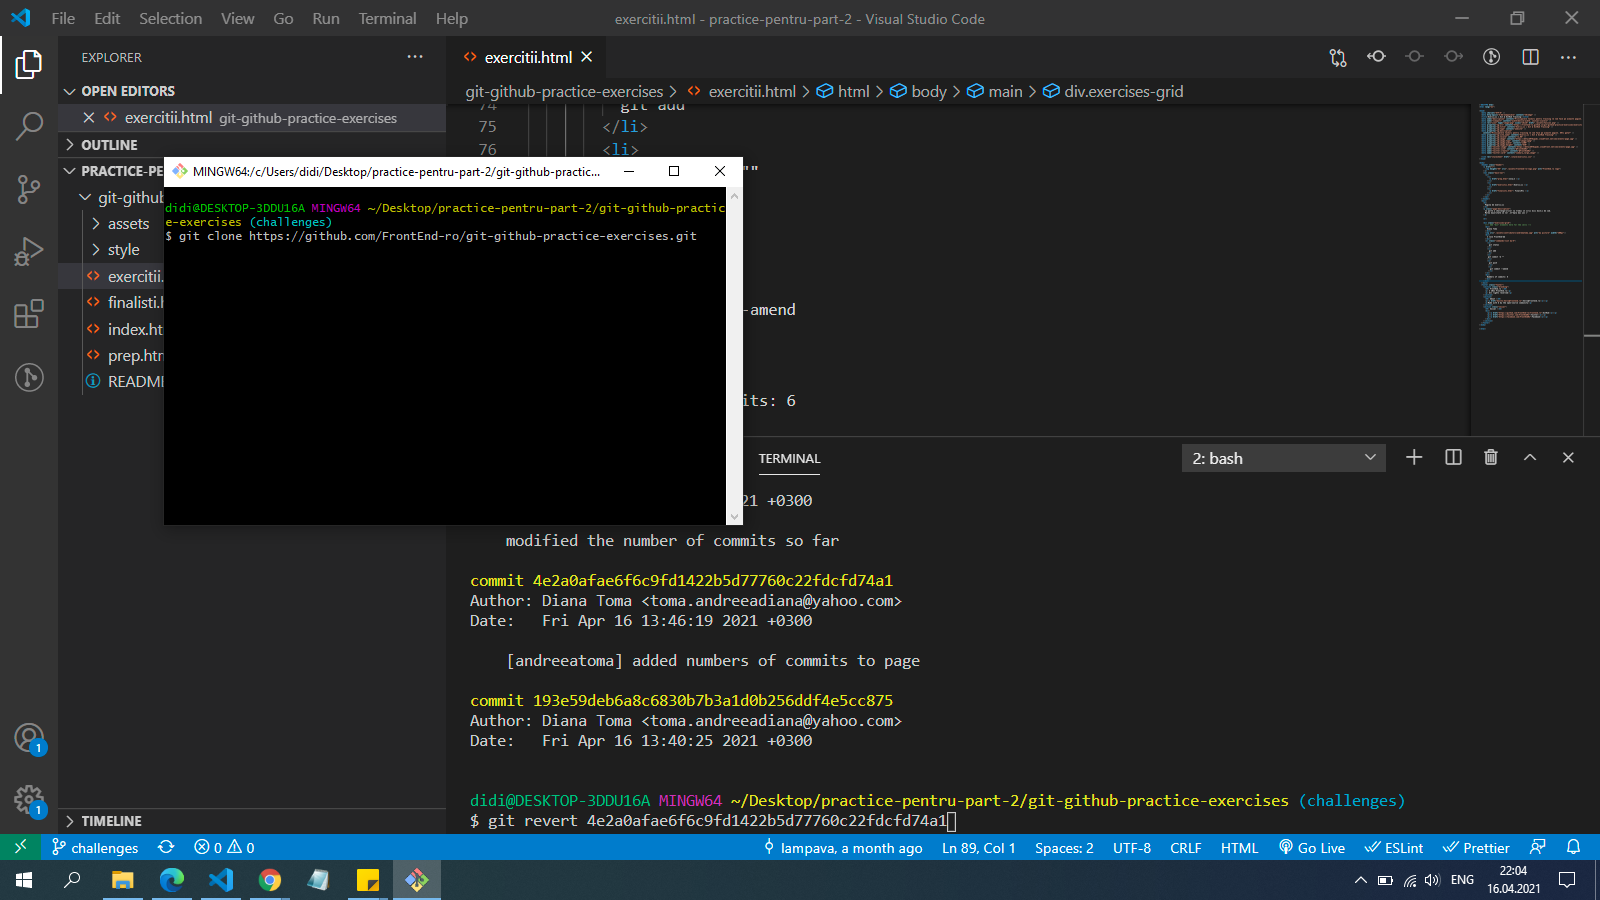 File Edit Selection View Go Run Terminal Help
exercitii.html - practice-pentru-part-2 - Visual Studio Code
EXPLORER
OPEN EDITORS
exercitii.html git-github-practice-exercises
OUTLINE
PRACTICE-PE
git-github
assets
style
exercitii.
finalisti.h
index.ht
prep.htm
README
TIMELINE
exercitii.html
git-github-practice-exercises > exercitii.html > html > body > main > div.exercises-grid
74 git add
75 </li>
76 <li>
""
-amend
its: 6
MINGW64:/c/Users/didi/Desktop/practice-pentru-part-2/git-github-practic...
didi@DESKTOP-3DDU16A MINGW64 ~/Desktop/practice-pentru-part-2/git-github-practic
e-exercises (challenges)
$ git clone https://github.com/FrontEnd-ro/git-github-practice-exercises.git
TERMINAL
2: bash
21 +0300
modified the number of commits so far
commit 4e2a0afae6f6c9fd1422b5d77760c22fdcfd74a1
Author: Diana Toma <toma.andreeadiana@yahoo.com>
Date: Fri Apr 16 13:46:19 2021 +0300
[andreeatoma] added numbers of commits to page
commit 193e59deb6a8c6830b7b3a1d0b256ddf4e5cc875
Author: Diana Toma <toma.andreeadiana@yahoo.com>
Date: Fri Apr 16 13:40:25 2021 +0300
didi@DESKTOP-3DDU16A MINGW64 ~/Desktop/practice-pentru-part-2/git-github-practice-exercises (challenges)
$ git revert 4e2a0afae6f6c9fd1422b5d77760c22fdcfd74a1
1
1
challenges 0 0 lampava, a month ago Ln 89, Col 1 Spaces: 2 UTF-8 CRLF HTML Go Live ESLint Prettier
ENG
22:04
16.04.2021